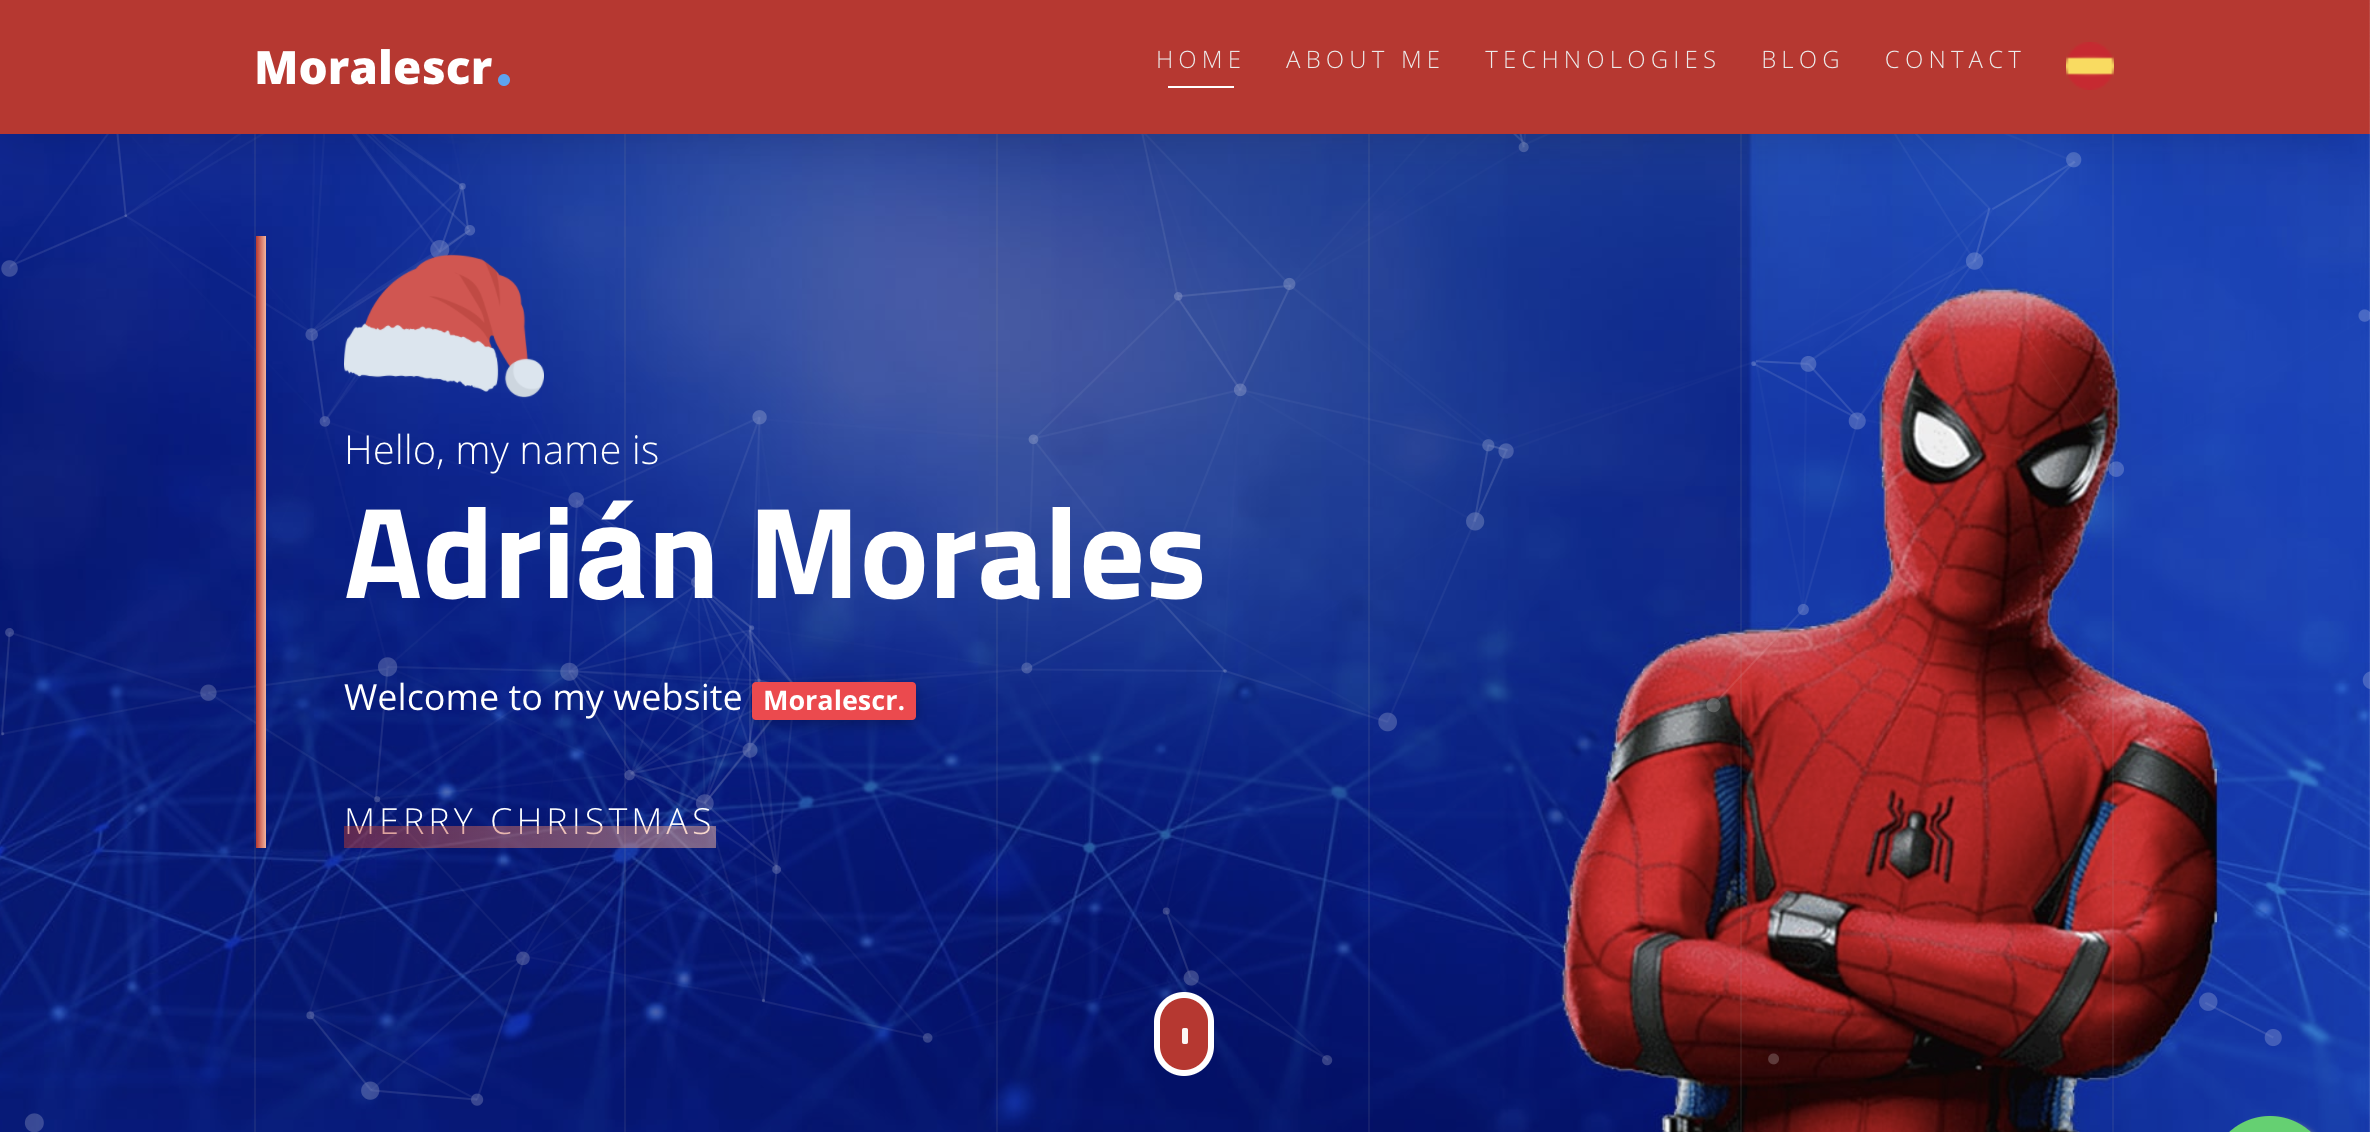 Moralescr.
HOME ABOUT ME TECHNOLOGIES BLOG CONTACT
Hello, my name is
Adrián Morales
Welcome to my website Moralescr.
MERRY CHRISTMAS